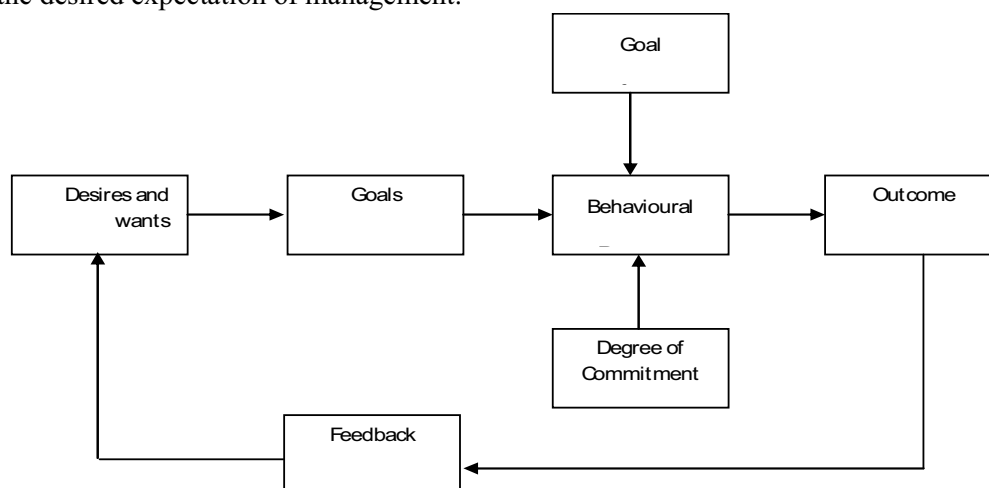 the desired expectation of management.
Goal
Desires and
wants
Goals
Behavioural
Outcome
Degree of
Commitment
Feedback